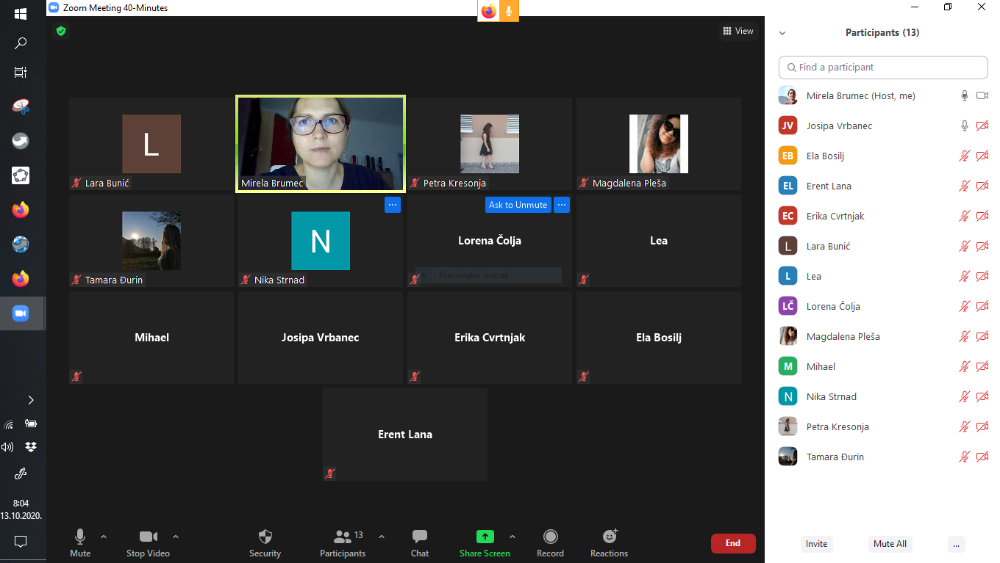 Zoom Meeting 40-Minutes
View
L
Lara Bunić
Mirela Brumec
Petra Kresonja
Magdalena Pleša
Tamara Đurin
N
Nika Strnad
Ask to Unmute
...
Lorena Čolja
Pravokutni izrezak
Lea
Mihael
Josipa Vrbanec
Erika Cvrtnjak
Ela Bosilj
Erent Lana
Mute
Stop Video
Security
13
Participants
Chat
Share Screen
Record
Reactions
End
8:04
13.10.2020.
Participants (13)
Find a participant
Mirela Brumec (Host, me)
JV Josipa Vrbanec
EB Ela Bosilj
EL Erent Lana
EC Erika Cvrtnjak
L Lara Bunić
L Lea
LČ Lorena Čolja
Magdalena Pleša
M Mihael
N Nika Strnad
Petra Kresonja
Tamara Đurin
Invite
Mute All
...